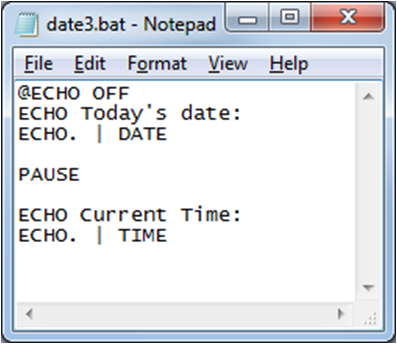 date3.bat - Notepad
File Edit Format View Help
@ECHO OFF
ECHO Today's date:
ECHO. | DATE
PAUSE
ECHO Current Time:
ECHO. | TIME